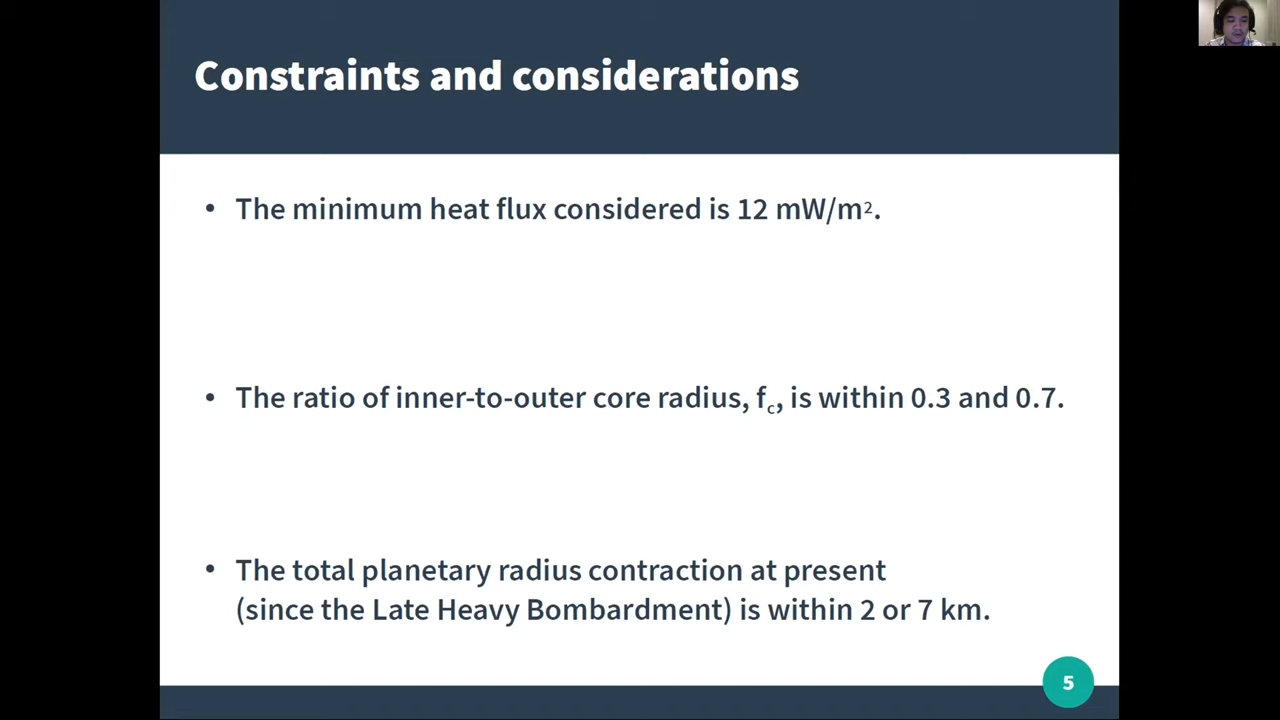 Constraints and considerations
• The minimum heat flux considered is 12 mW/m².
• The ratio of inner-to-outer core radius, f_c, is within 0.3 and 0.7.
• The total planetary radius contraction at present
(since the Late Heavy Bombardment) is within 2 or 7 km.
5